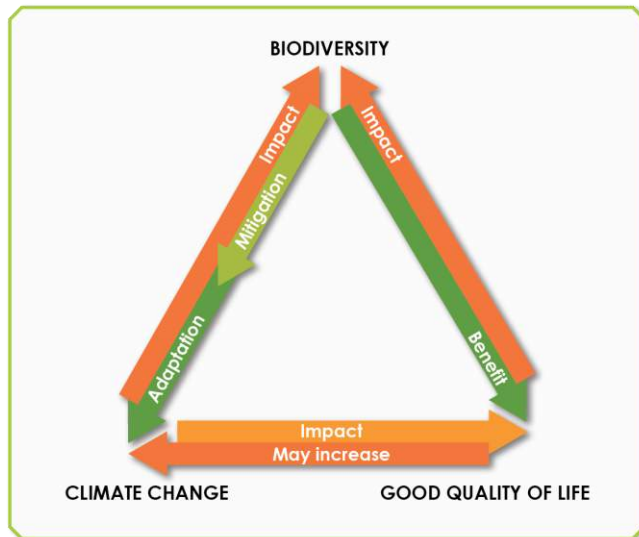 BIODIVERSITY
Impact
Mitigation
Adaptation
Impact
Benefit
Impact
May increase
CLIMATE CHANGE
GOOD QUALITY OF LIFE